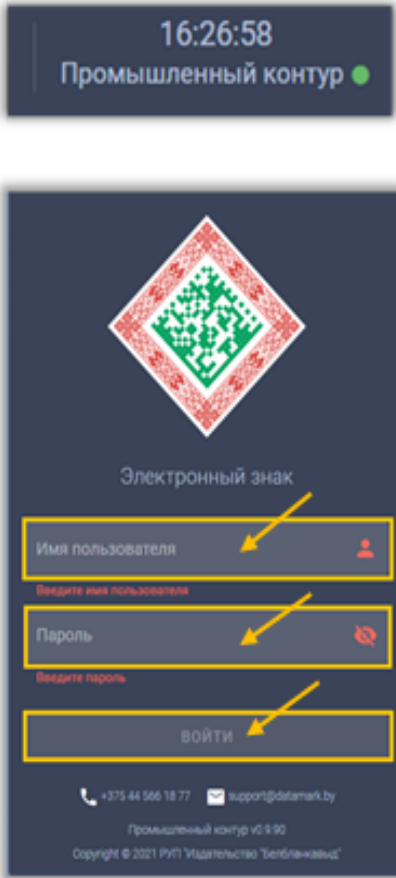 16:26:58
Промышленный контур
Электронный знак
Имя пользователя
Введите имя пользователя
Пароль
Введите пароль
ВОЙТИ
+375 44 566 18 77 support@datamark.by
Промышленный контур v0.9.90
Copyright © 2021 РУП "Издательство "Белбланкавыд"